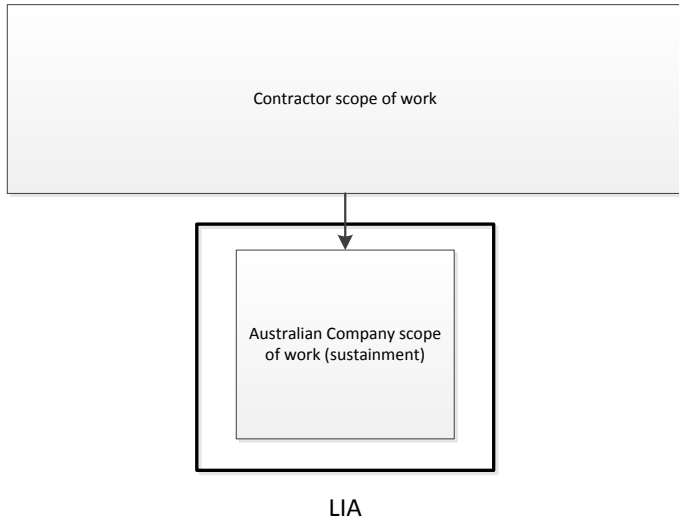 Contractor scope of work
Australian Company scope
of work (sustainment)
LIA